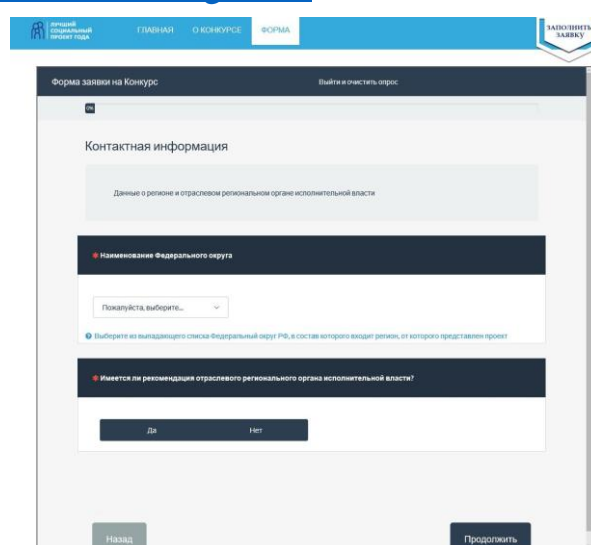 ЛУЧШИЙ
СОЦИАЛЬНЫЙ
ПРОЕКТ ГОДА
ГЛАВНАЯ О КОНКУРСЕ ФОРМА
ЗАПОЛНИТЬ
ЗАЯВКУ
Форма заявки на Конкурс Выйти и очистить опрос
0%
Контактная информация
Данные о регионе и отраслевом региональном органе исполнительной власти
* Наименование Федерального округа
Пожалуйста, выберите...
Выберите из выпадающего списка Федеральный округ РФ, в состав которого входит регион, от которого представлен проект
* Имеется ли рекомендация отраслевого регионального органа исполнительной власти?
Да Нет
Назад Продолжить